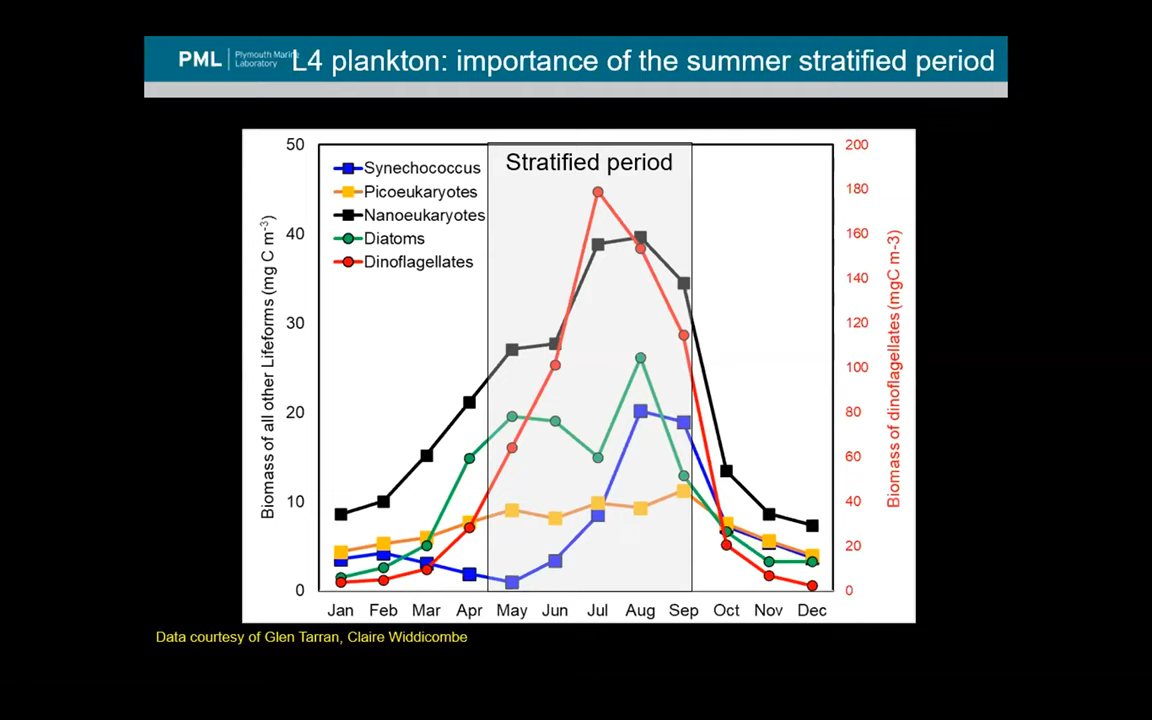 PML
Plymouth Marine
Laboratory
L4 plankton: importance of the summer stratified period
Stratified period
Synechococcus
Picoeukaryotes
Nanoeukaryotes
Diatoms
Dinoflagellates
Biomass of all other Lifeforms (mg C m-3)
50
40
30
20
10
0
Biomass of dinoflagellates (mgC m-3)
200
180
160
140
120
100
80
60
40
20
0
Jan Feb Mar Apr May Jun Jul Aug Sep Oct Nov Dec
Data courtesy of Glen Tarran, Claire Widdicombe